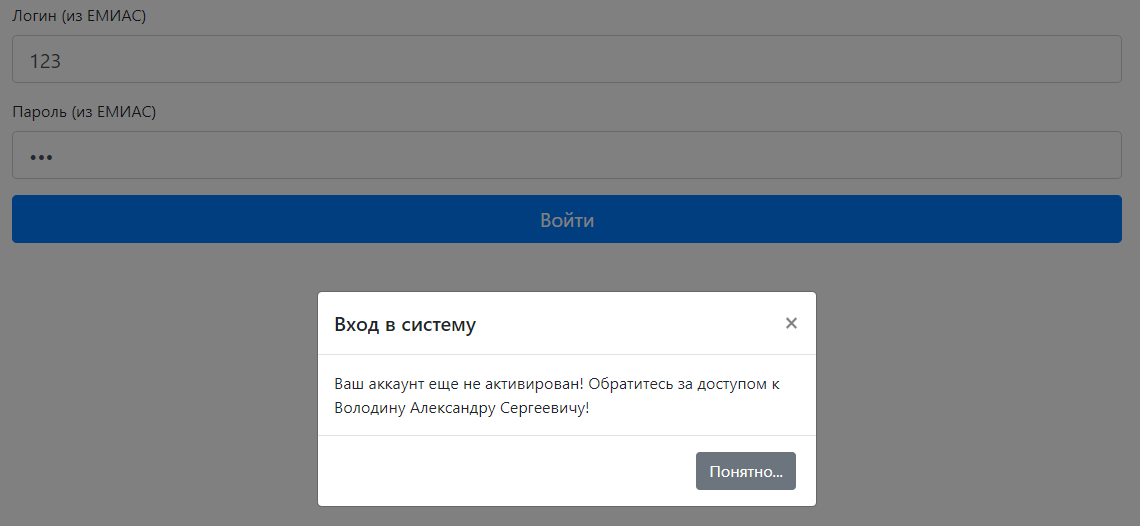 Логин (из ЕМИАС)
123
Пароль (из ЕМИАС)
•••
Войти
Вход в систему
×
Ваш аккаунт еще не активирован! Обратитесь за доступом к
Володину Александру Сергеевичу!
Понятно...